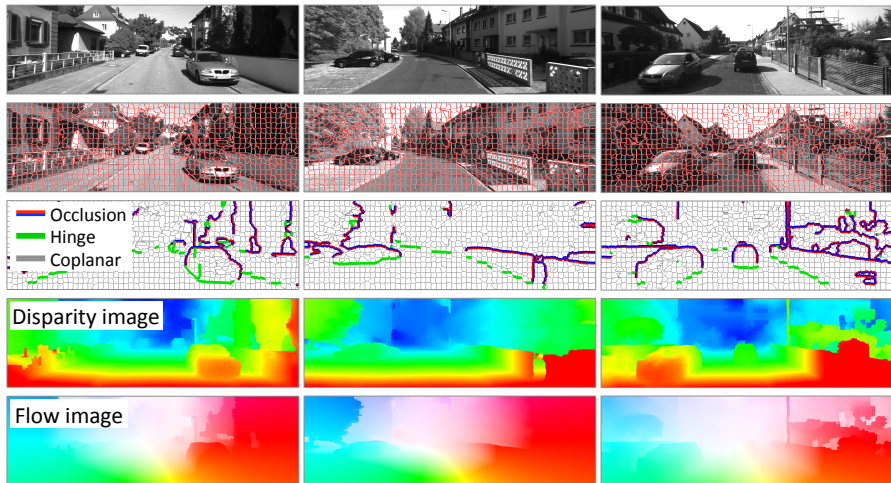 Occlusion
Hinge
Coplanar
Disparity image
Flow image